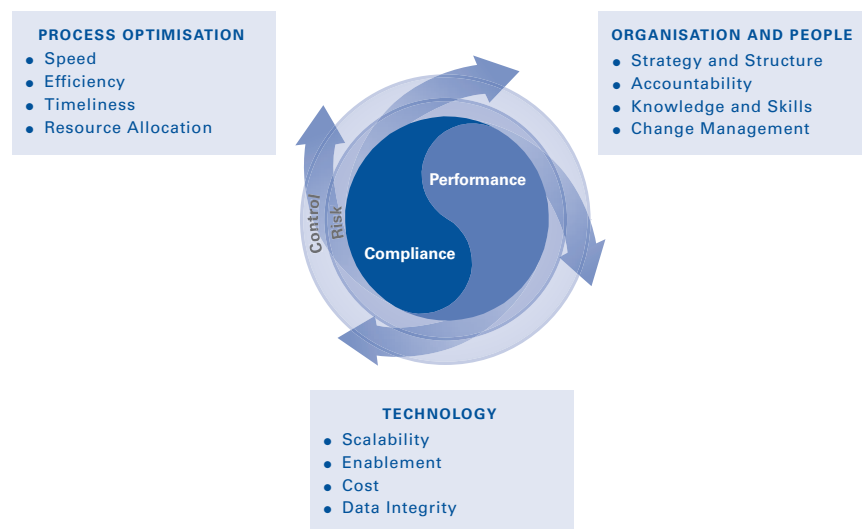 PROCESS OPTIMISATION
● Speed
● Efficiency
● Timeliness
● Resource Allocation
ORGANISATION AND PEOPLE
● Strategy and Structure
● Accountability
● Knowledge and Skills
● Change Management
Performance
Control
Risk
Compliance
TECHNOLOGY
● Scalability
● Enablement
● Cost
● Data Integrity